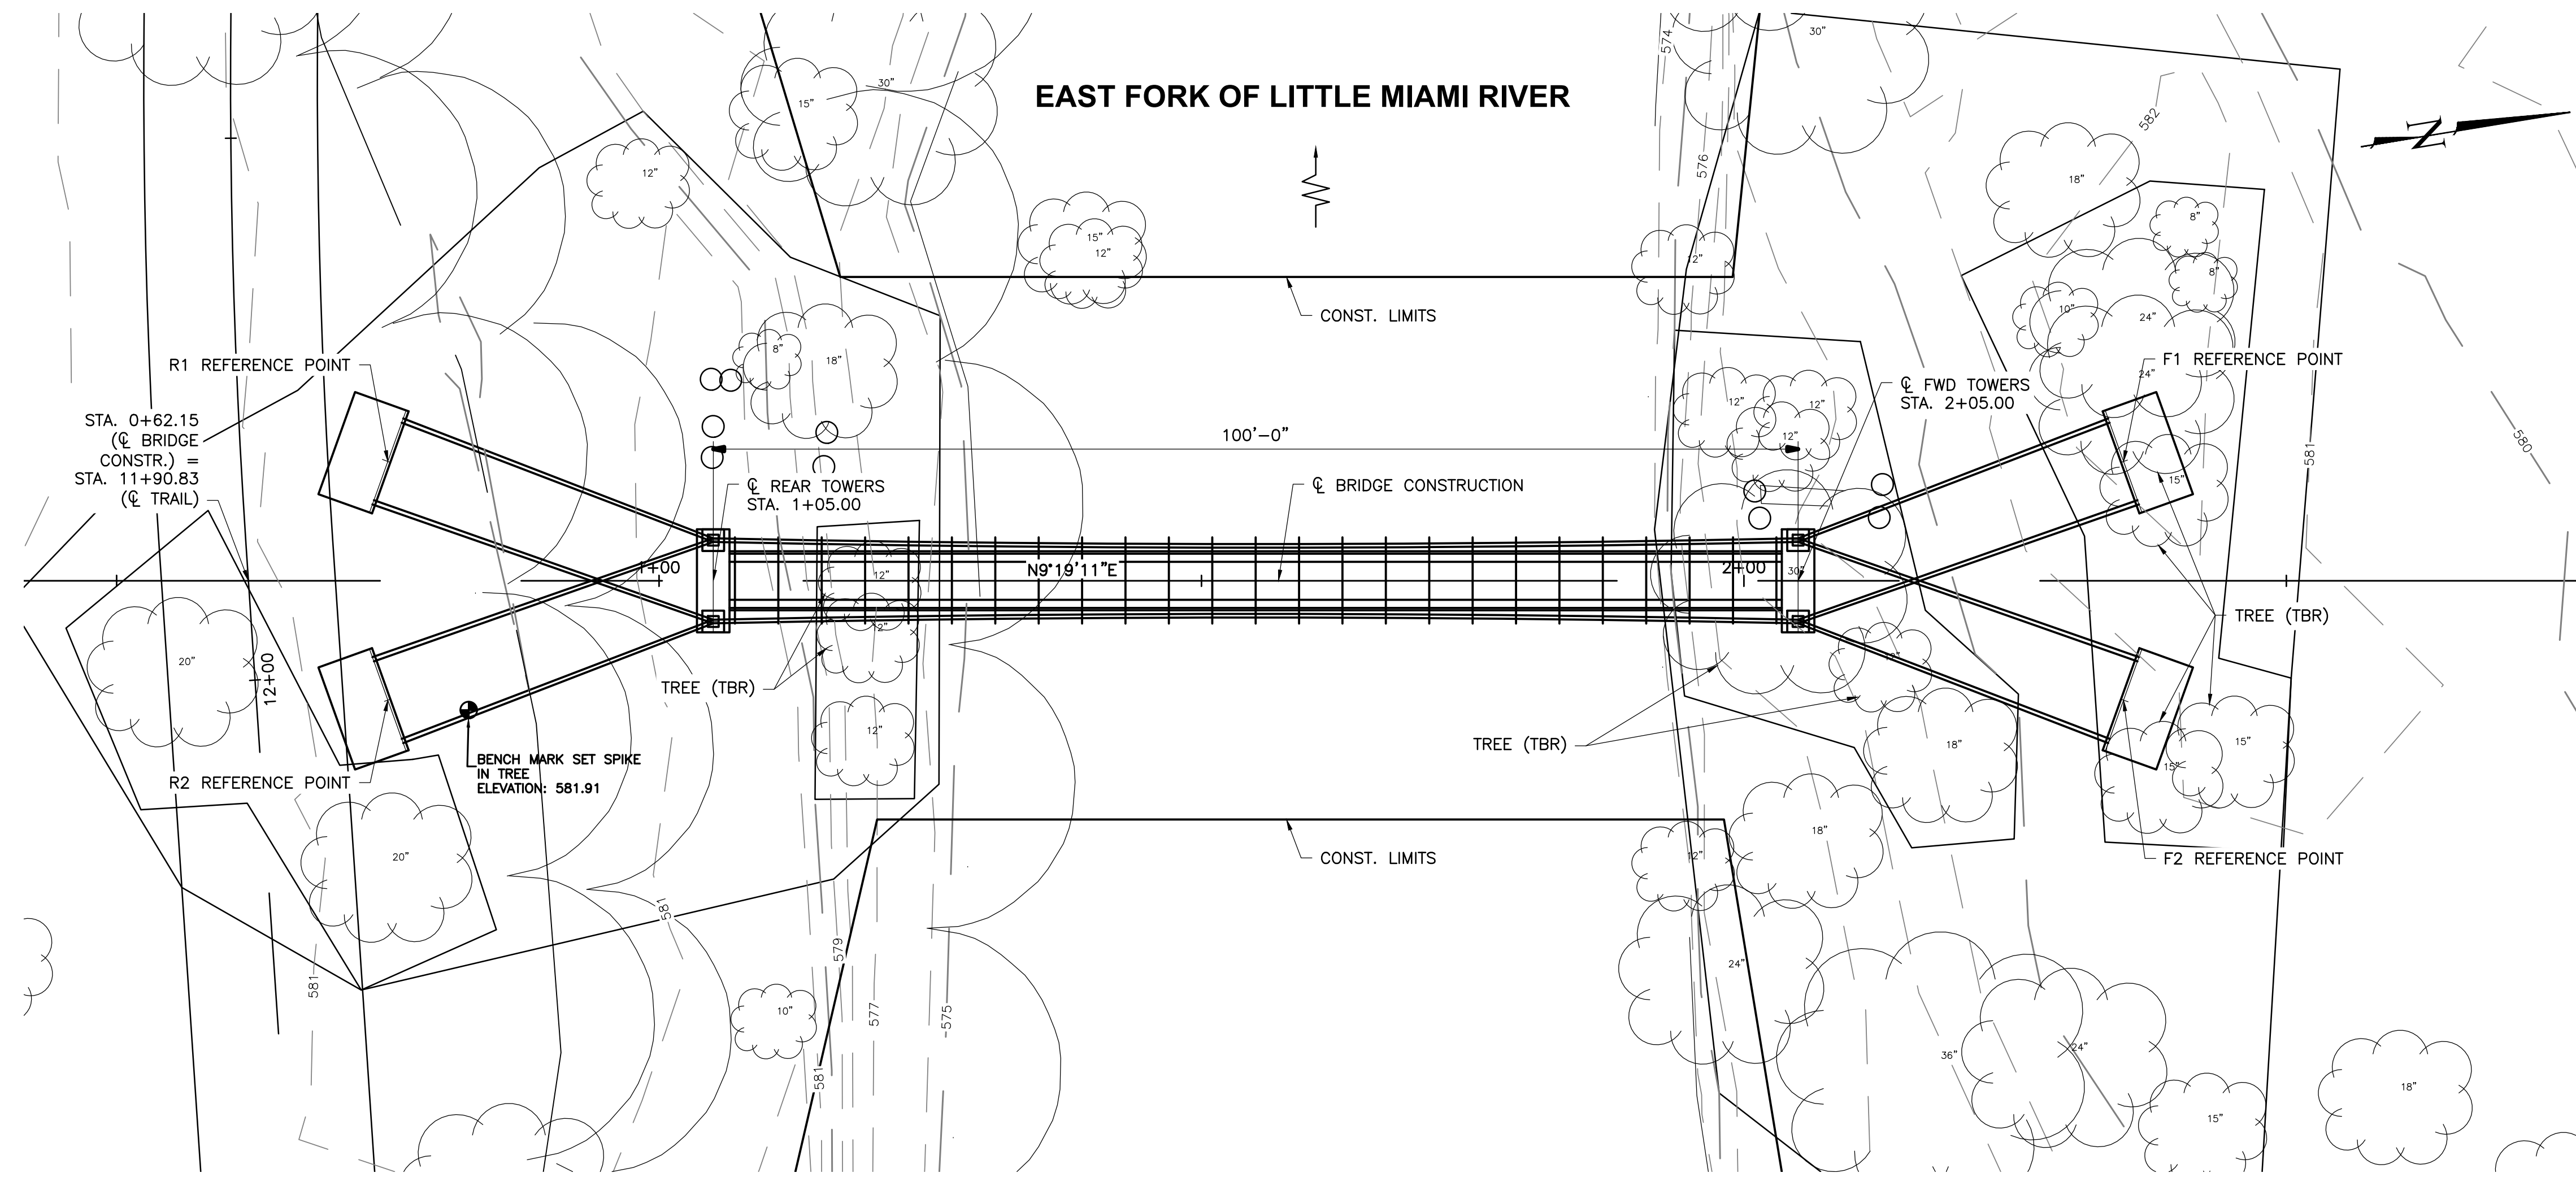 EAST FORK OF LITTLE MIAMI RIVER
N
574
30"
576
12"
582
18"
8"
8"
10"
24"
24"
15"
30"
12"
15"
12"
CONST. LIMITS
R1 REFERENCE POINT
8"
18"
F1 REFERENCE POINT
℄ FWD TOWERS
STA. 2+05.00
581
580
STA. 0+62.15
(℄ BRIDGE
CONSTR.) =
STA. 11+90.83
(℄ TRAIL)
100'-0"
12"
12"
12"
15"
℄ REAR TOWERS
STA. 1+05.00
℄ BRIDGE CONSTRUCTION
1+00
12"
N9°19'11"E
2+00
30"
TREE (TBR)
20"
12+00
TREE (TBR)
12"
TREE (TBR)
18"
15"
15"
BENCH MARK SET SPIKE
IN TREE
ELEVATION: 581.91
R2 REFERENCE POINT
20"
CONST. LIMITS
12"
18"
F2 REFERENCE POINT
581
581
579
577
575
581
10"
24"
36"
24"
15"
18"